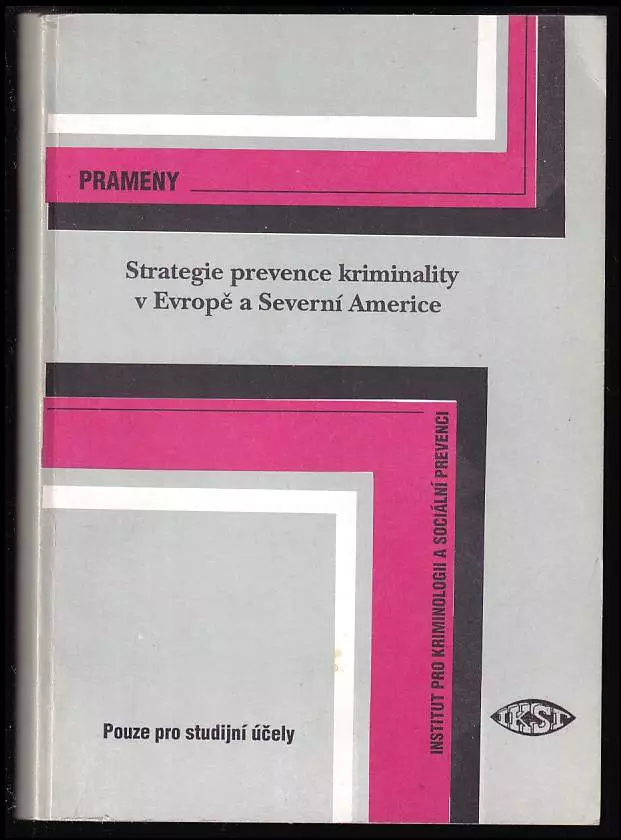 PRAMENY
Strategie prevence kriminality
v Evropě a Severní Americe
INSTITUT PRO KRIMINOLOGII A SOCIÁLNÍ PREVENCI
Pouze pro studijní účely
IKSP